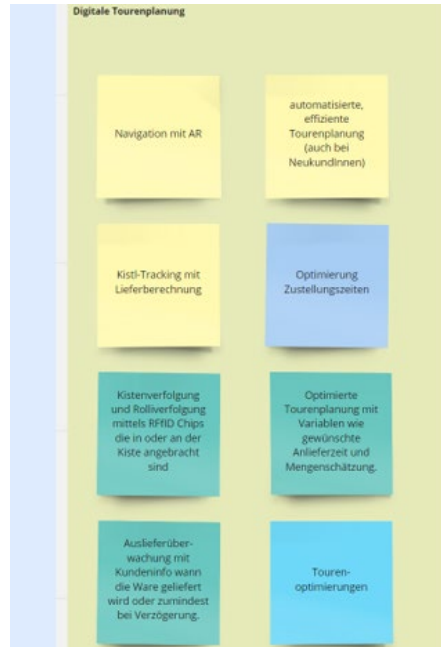 Digitale Tourenplanung
Navigation mit AR
automatisierte,
effiziente
Tourenplanung
(auch bei
NeukundInnen)
Kistl-Tracking mit
Lieferberechnung
Optimierung
Zustellungszeiten
Kistenverfolgung
und Rolliverfolgung
mittels RFfID Chips
die in oder an der
Kiste angebracht
sind
Optimierte
Tourenplanung mit
Variablen wie
gewünschte
Anlieferzeit und
Mengenschätzung.
Auslieferüber-
wachung mit
Kundeninfo wann
die Ware geliefert
wird oder zumindest
bei Verzögerung.
Touren-
optimierungen